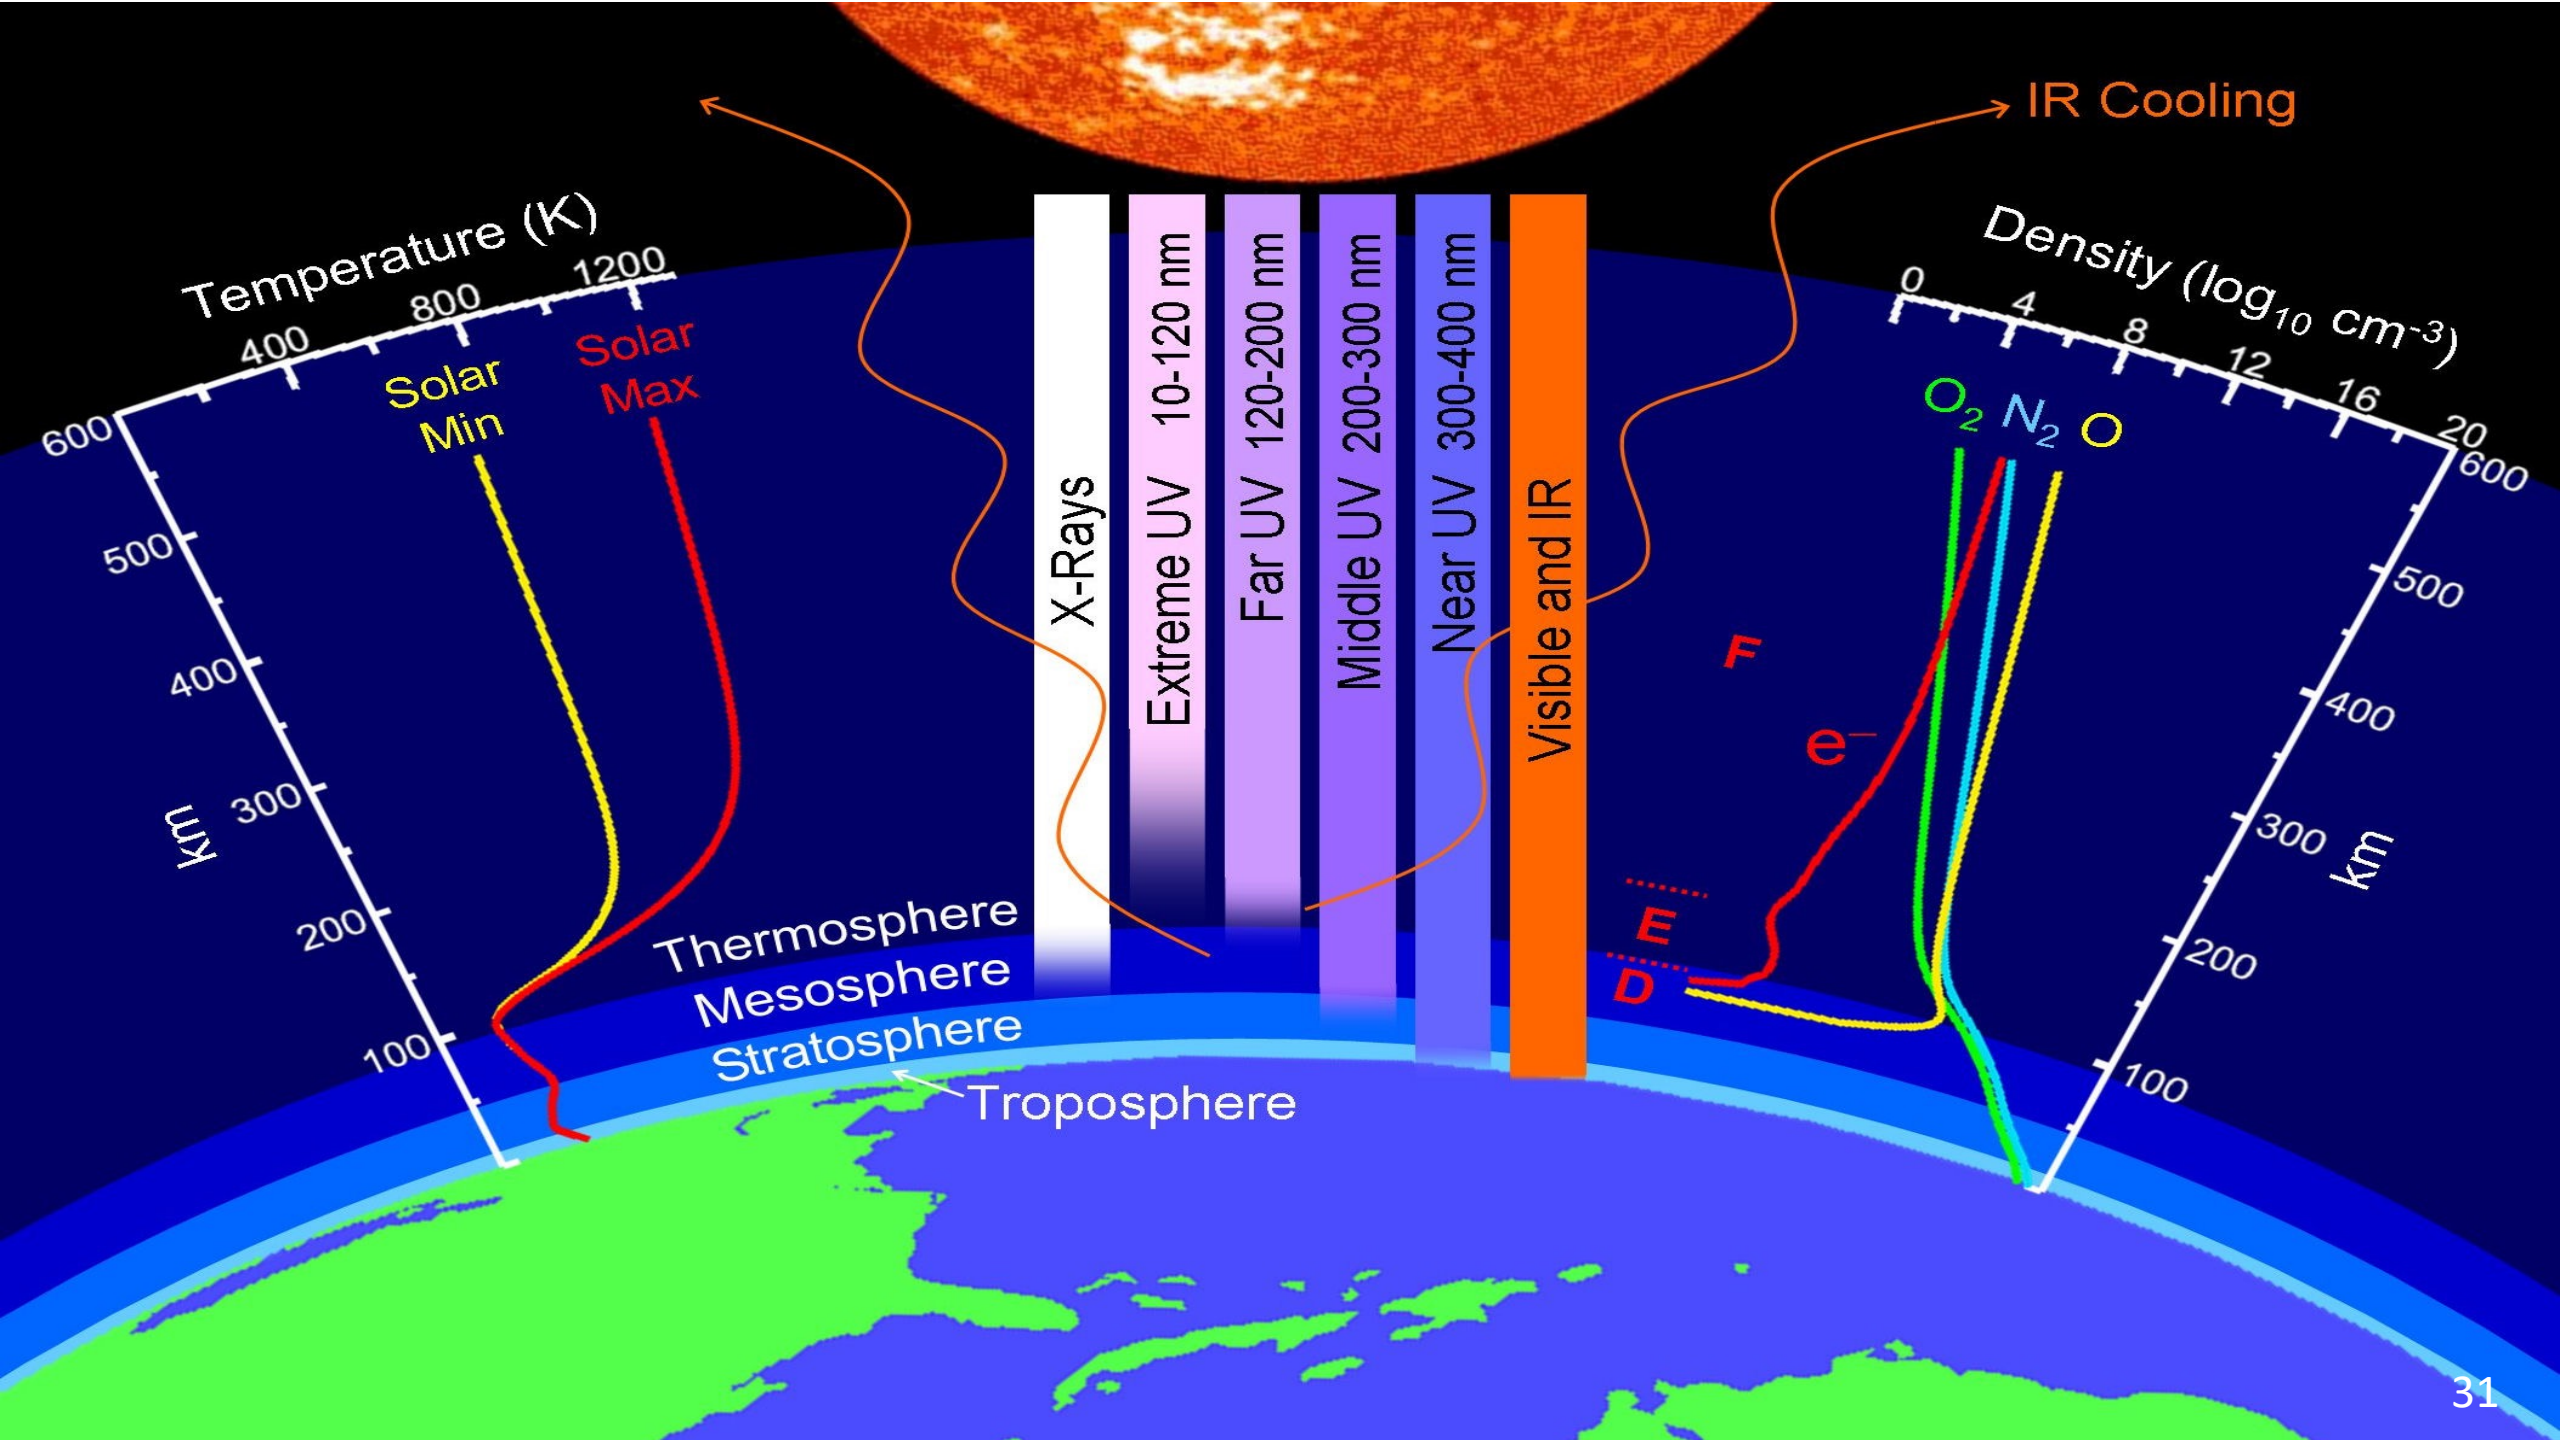 IR Cooling
Temperature (K)
400
800
1200
Solar
Min
Solar
Max
600
500
400
300
200
100
km
X-Rays
Extreme UV 10-120 nm
Far UV 120-200 nm
Middle UV 200-300 nm
Near UV 300-400 nm
Visible and IR
Density (log₁₀ cm⁻³)
0
4
8
12
16
20
O₂
N₂
O
F
e⁻
E
D
600
500
400
300
200
100
km
Thermosphere
Mesosphere
Stratosphere
Troposphere
31